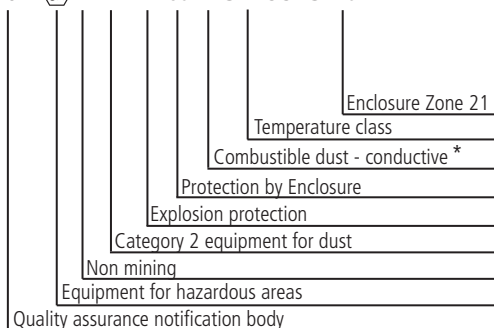 Enclosure Zone 21
Temperature class
Combustible dust - conductive *
Protection by Enclosure
Explosion protection
Category 2 equipment for dust
Non mining
Equipment for hazardous areas
Quality assurance notification body